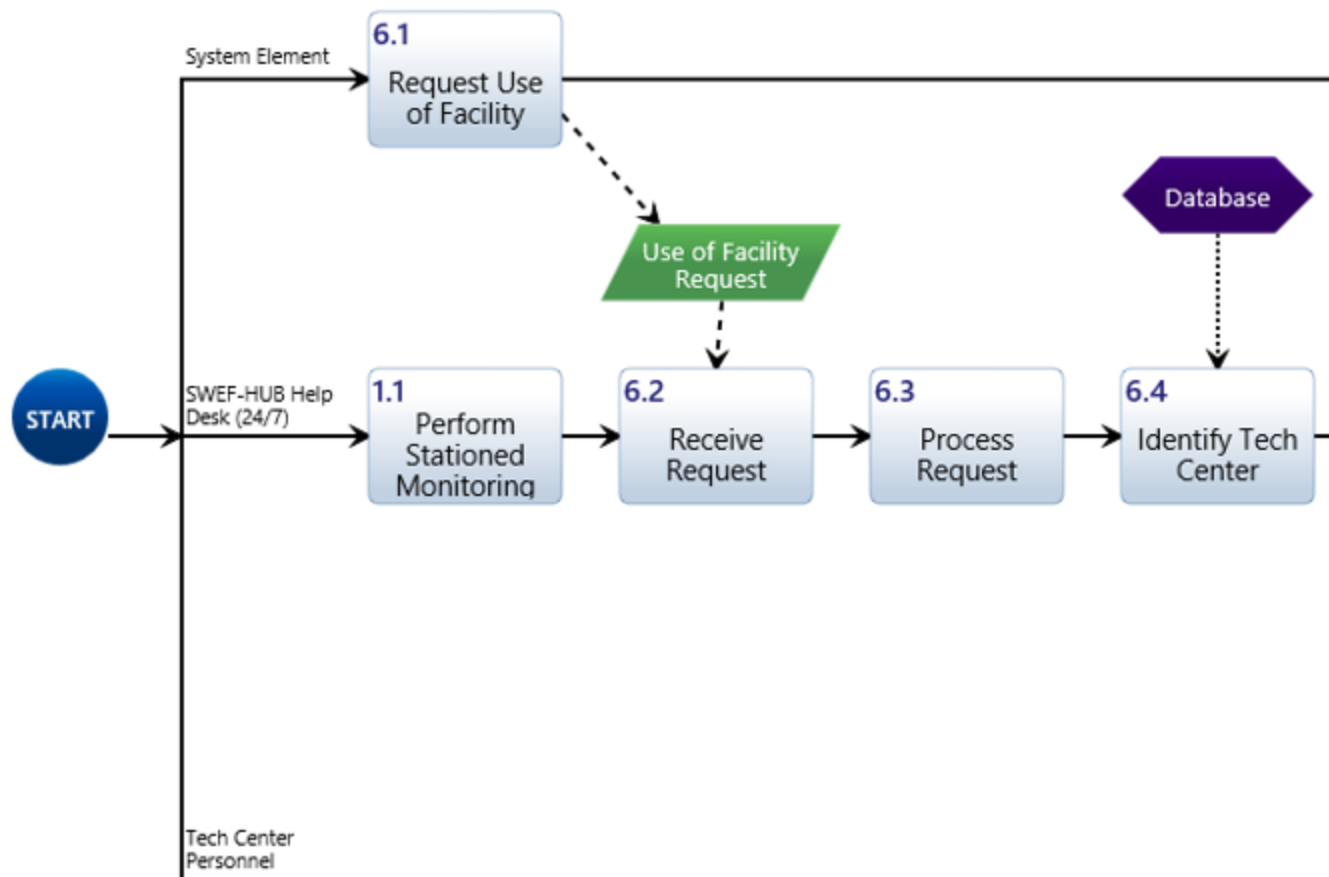 6.1
System Element
Request Use
of Facility
Database
Use of Facility
Request
START
SWEF-HUB Help
Desk (24/7)
1.1
Perform
Stationed
Monitoring
6.2
Receive
Request
6.3
Process
Request
6.4
Identify Tech
Center
Tech Center
Personnel